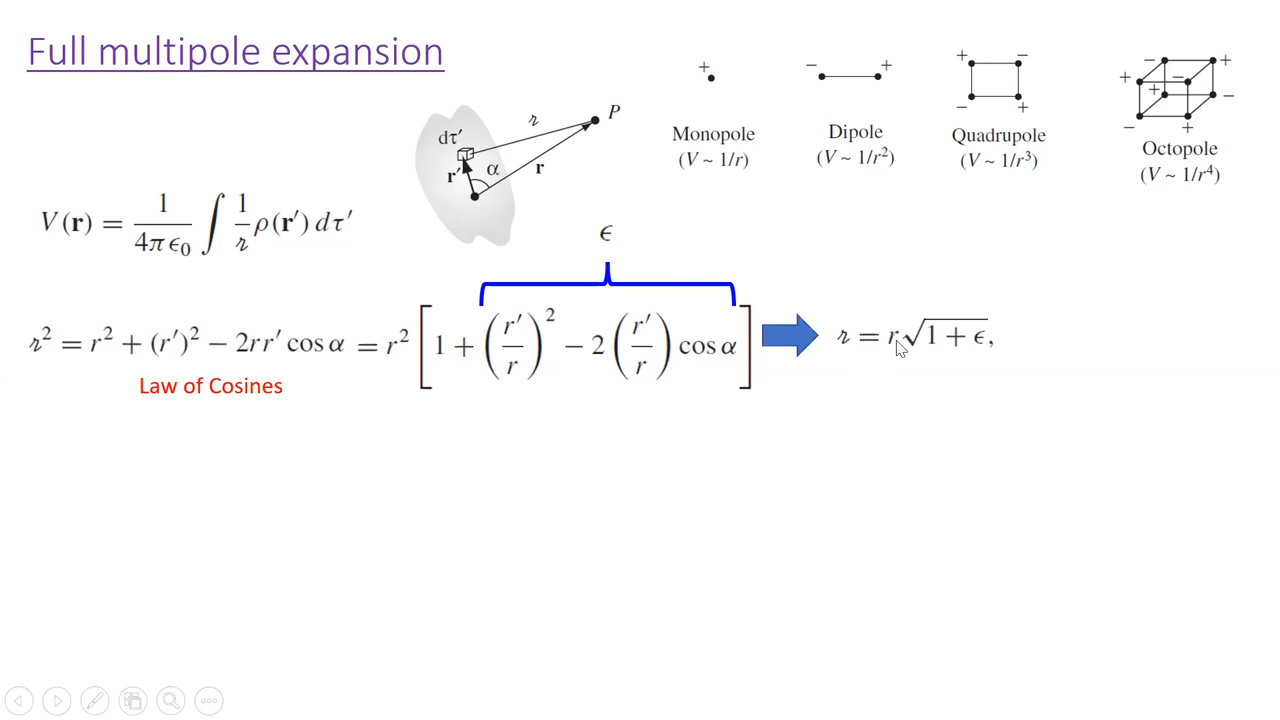 Full multipole expansion
dτ′
𝓇
P
r′
α
r
+
Monopole
(V ~ 1/r)
− +
Dipole
(V ~ 1/r²)
+ −
− +
Quadrupole
(V ~ 1/r³)
− +
+ −
+ −
− +
Octopole
(V ~ 1/r⁴)
V(r) = 1/(4πϵ₀) ∫ 1/𝓇 ρ(r′) dτ′
ϵ
𝓇² = r² + (r′)² − 2rr′ cos α = r² [1 + (r′/r)² − 2 (r′/r) cos α]
𝓇 = r√(1 + ϵ),
Law of Cosines